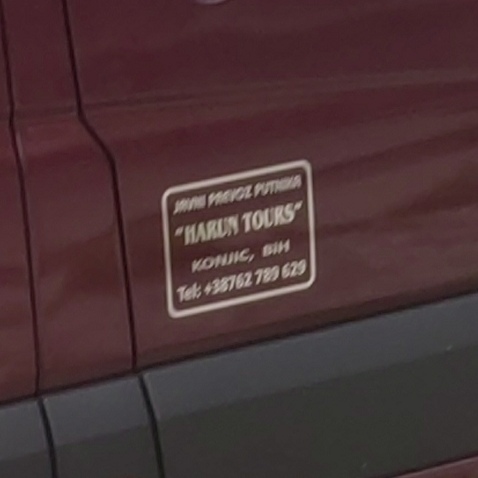 JAVNI PREVOZ PUTNIKA
"HARUN TOURS"
KONJIC, BiH
Tel: +38762 789 629